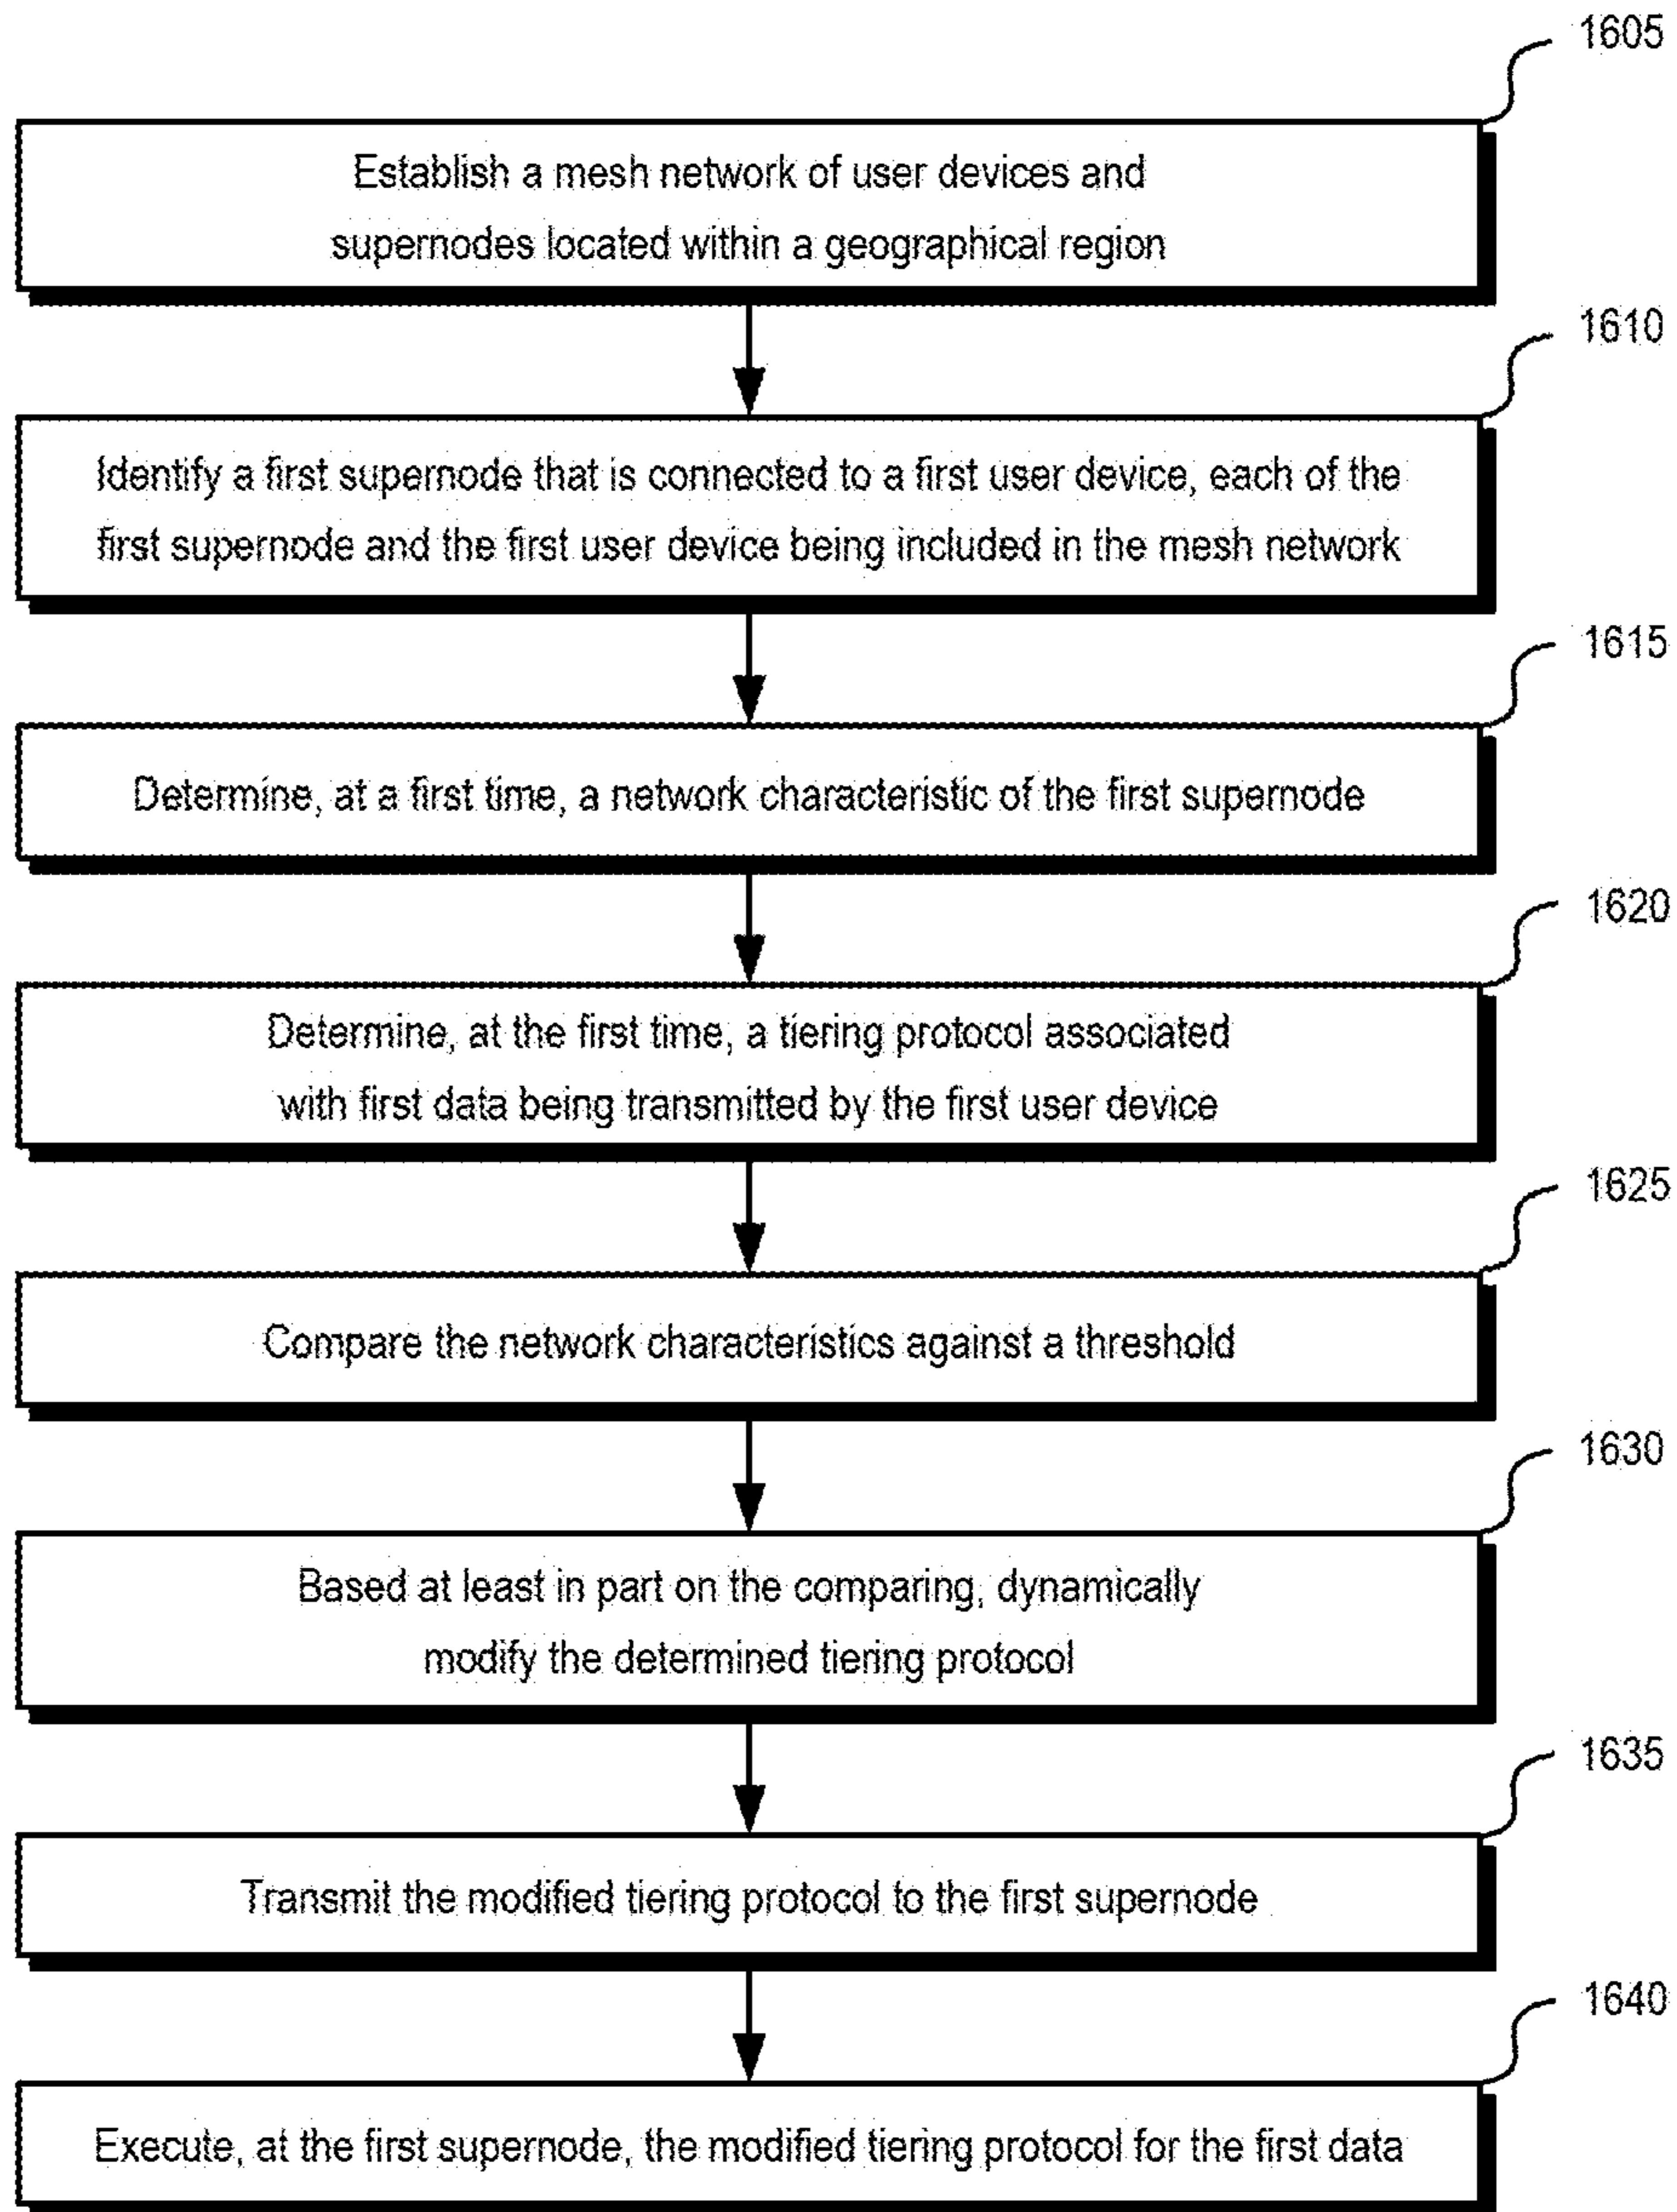 1605
Establish a mesh network of user devices and
supernodes located within a geographical region
1610
Identify a first supernode that is connected to a first user device, each of the
first supernode and the first user device being included in the mesh network
1615
Determine, at a first time, a network characteristic of the first supernode
1620
Determine, at the first time, a tiering protocol associated
with first data being transmitted by the first user device
1625
Compare the network characteristics against a threshold
1630
Based at least in part on the comparing, dynamically
modify the determined tiering protocol
1635
Transmit the modified tiering protocol to the first supernode
1640
Execute, at the first supernode, the modified tiering protocol for the first data